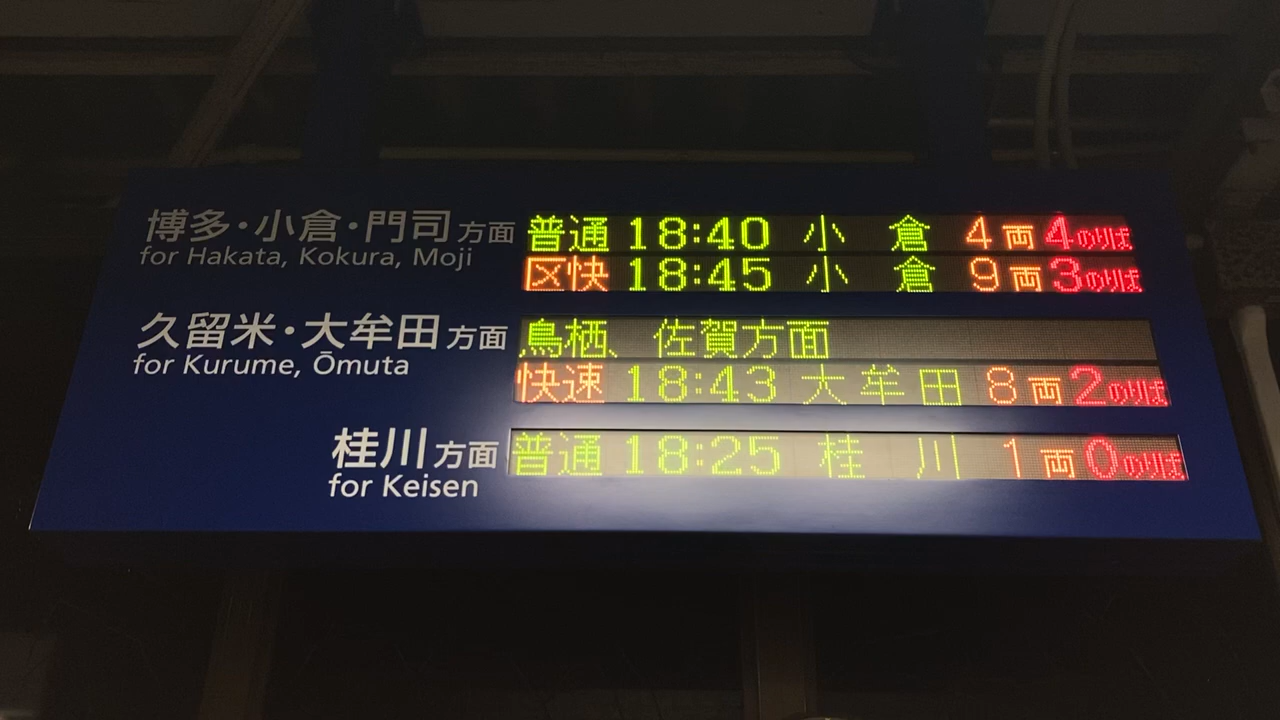 博多・小倉・門司方面 普通 18:40 小倉 4両 4のりば
for Hakata, Kokura, Moji 区快 18:45 小倉 9両 3のりば
久留米・大牟田方面 鳥栖、佐賀方面
for Kurume, Ōmuta 快速 18:43 大牟田 8両 2のりば
桂川方面 普通 18:25 桂川 1両 0のりば
for Keisen